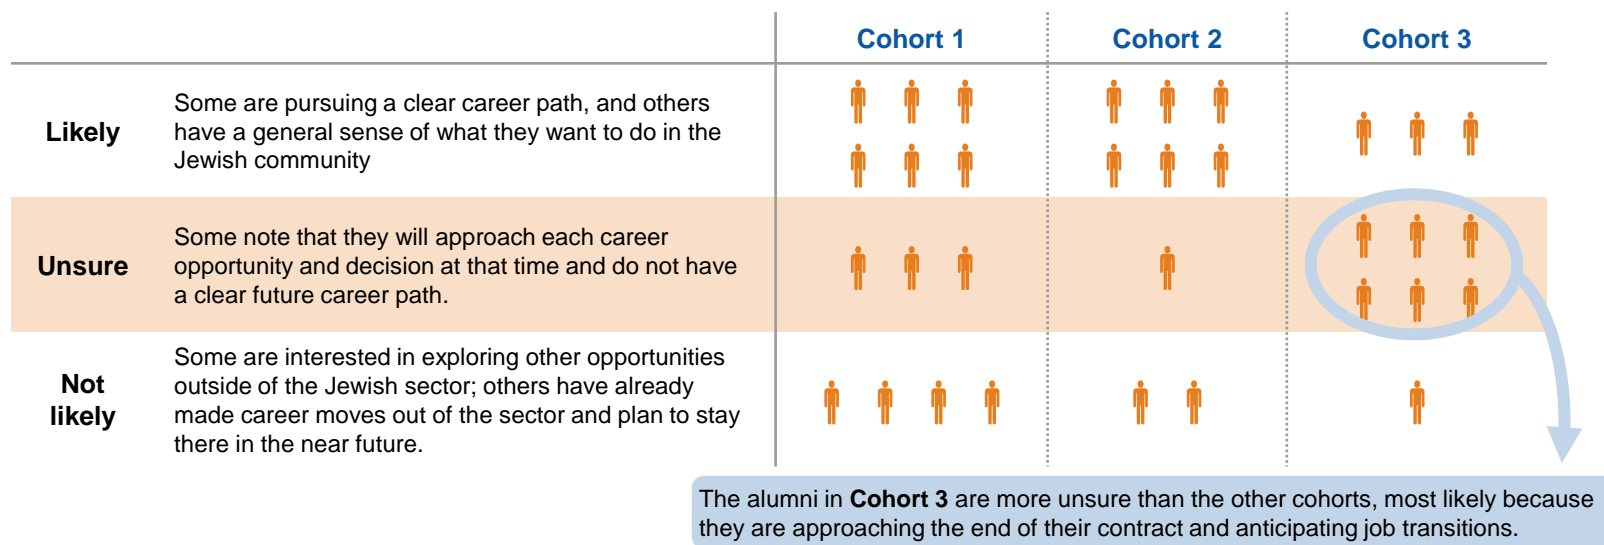 Cohort 1
Cohort 2
Cohort 3
Likely
Some are pursuing a clear career path, and others
have a general sense of what they want to do in the
Jewish community
Unsure
Some note that they will approach each career
opportunity and decision at that time and do not have
a clear future career path.
Not
likely
Some are interested in exploring other opportunities
outside of the Jewish sector; others have already
made career moves out of the sector and plan to stay
there in the near future.
The alumni in Cohort 3 are more unsure than the other cohorts, most likely because
they are approaching the end of their contract and anticipating job transitions.